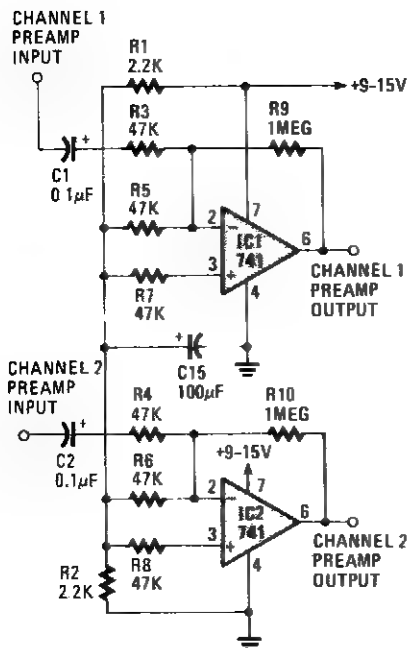 CHANNEL 1
PREAMP
INPUT
R1
2.2K
+9-15V
R3
47K
R9
1MEG
C1
0.1µF
+
R5
47K
2
-
7
IC1
741
6
3
+
4
R7
47K
CHANNEL 1
PREAMP
OUTPUT
+
C15
100µF
CHANNEL 2
PREAMP
INPUT
R4
47K
R10
1MEG
+
C2
0.1µF
R6
47K
+9-15V
2
-
7
IC2
741
6
3
+
4
R2
2.2K
R8
47K
CHANNEL 2
PREAMP
OUTPUT